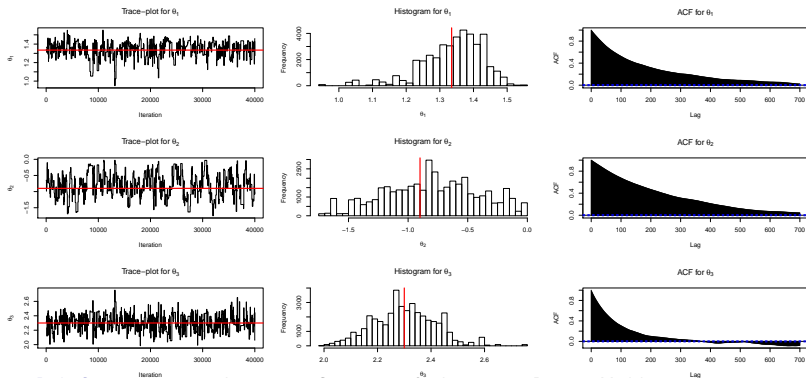 Trace−plot for θ1
θ1
1.0 1.2 1.4
0 10000 20000 30000 40000
Iteration
Histogram for θ1
Frequency
0 1000 3000
1.0 1.1 1.2 1.3 1.4 1.5
θ1
ACF for θ1
ACF
0.0 0.4 0.8
0 100 200 300 400 500 600 700
Lag
Trace−plot for θ2
θ2
−1.5 −0.5 0.0
0 10000 20000 30000 40000
Iteration
Histogram for θ2
Frequency
0 1000 2500
−1.5 −1.0 −0.5 0.0
θ2
ACF for θ2
ACF
0.0 0.4 0.8
0 100 200 300 400 500 600 700
Lag
Trace−plot for θ3
θ3
2.0 2.2 2.4 2.6
0 10000 20000 30000 40000
Iteration
Histogram for θ3
Frequency
0 1000 3000
2.0 2.2 2.4 2.6
θ3
ACF for θ3
ACF
0.0 0.4 0.8
0 100 200 300 400 500 600 700
Lag